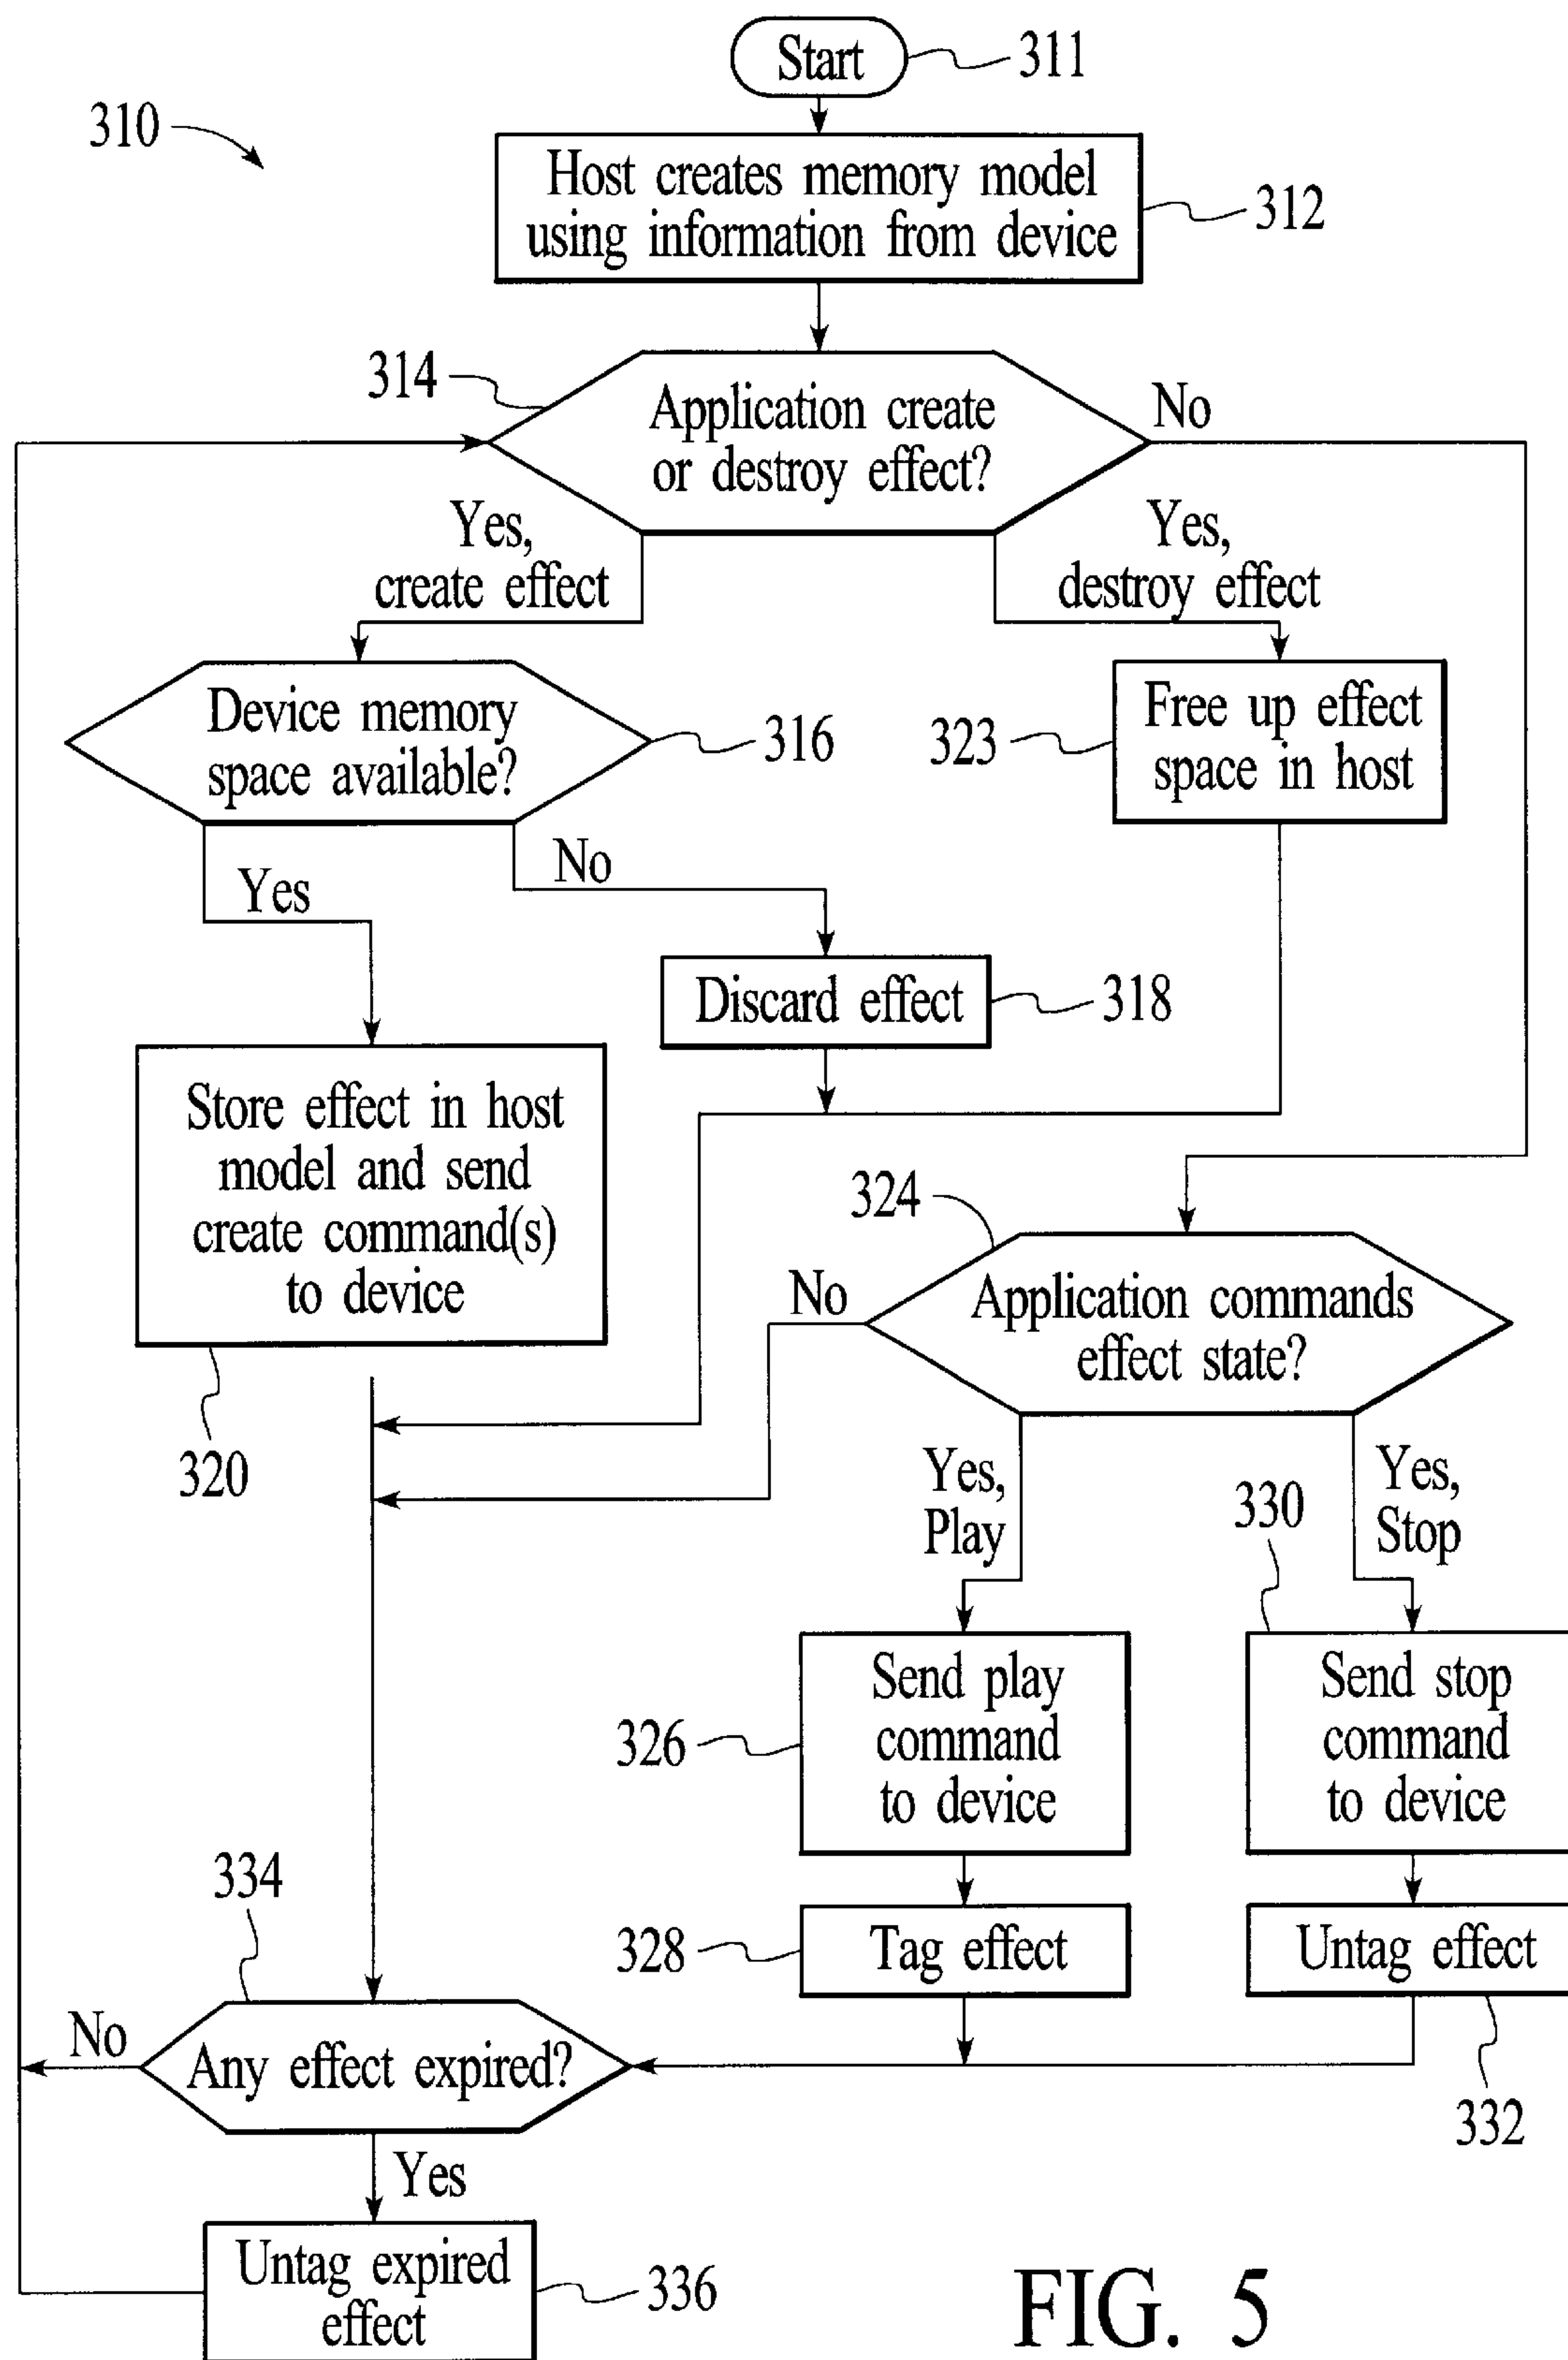 Start
311
310
Host creates memory model
using information from device
312
314
Application create
or destroy effect?
No
Yes,
create effect
Yes,
destroy effect
Device memory
space available?
316
323
Free up effect
space in host
Yes
No
Discard effect
318
Store effect in host
model and send
create command(s)
to device
320
324
Application commands
effect state?
No
Yes,
Play
330
Yes,
Stop
326
Send play
command
to device
Send stop
command
to device
334
328
Tag effect
Untag effect
No
Any effect expired?
332
Yes
Untag expired
effect
336
FIG. 5